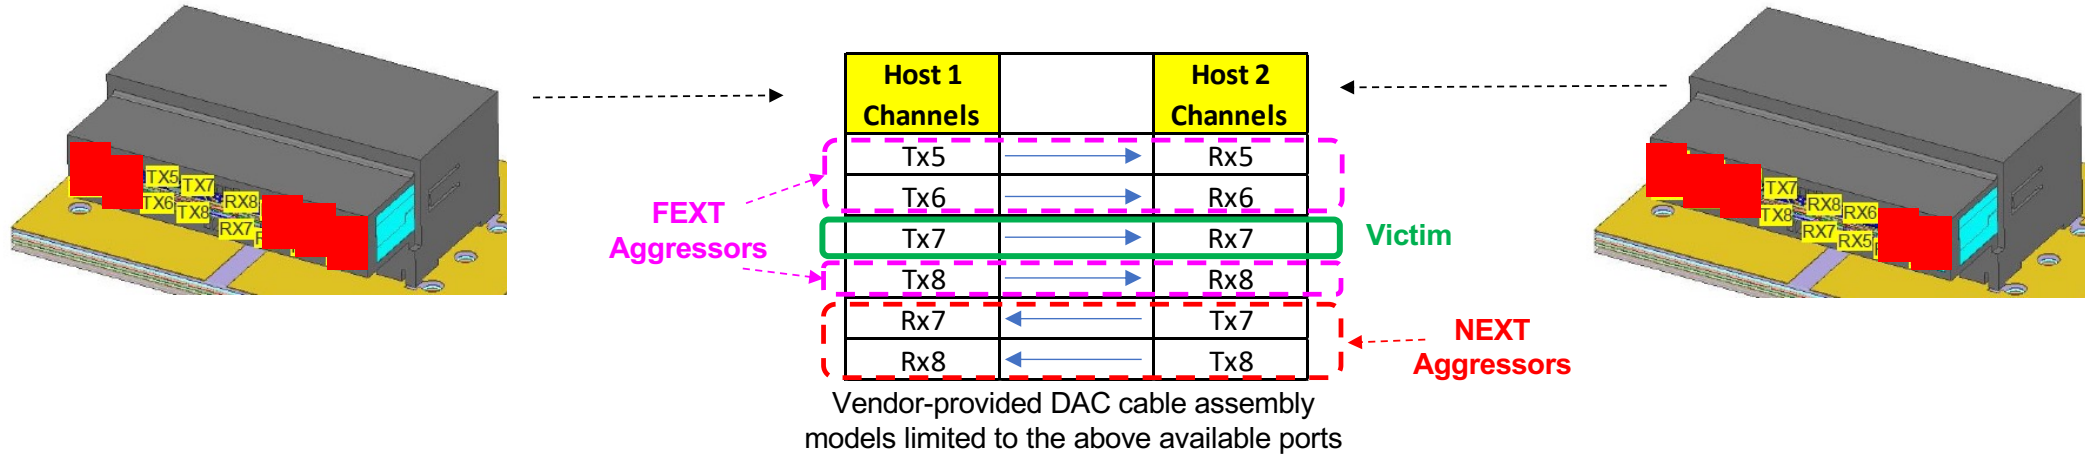 Host 1 Channels
Host 2 Channels
Tx5 Rx5
Tx6 Rx6
Tx7 Rx7
Tx8 Rx8
Rx7 Tx7
Rx8 Tx8
FEXT
Aggressors
Victim
NEXT
Aggressors
Vendor-provided DAC cable assembly
models limited to the above available ports
TX5 TX7 RX8
TX6 TX8 RX7
TX7 RX8 RX6
TX8 RX7 RX5